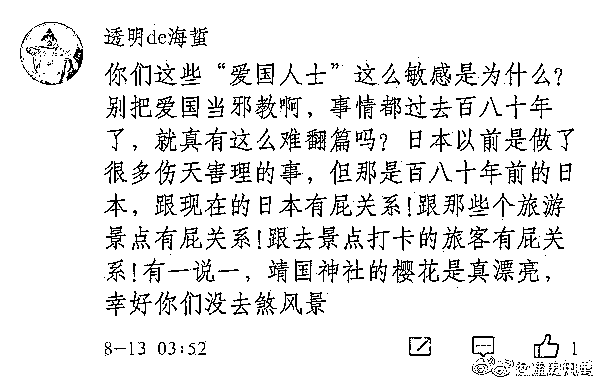 透明de海蜇
你们这些“爱国人士”这么敏感是为什么？
别把爱国当邪教啊，事情都过去百八十年
了，就真有这么难翻篇吗？日本以前是做了
很多伤天害理的事，但那是百八十年前的日
本，跟现在的日本有屁关系！跟那些个旅游
景点有屁关系！跟去景点打卡的旅客有屁关
系！有一说一，靖国神社的樱花是真漂亮，
幸好你们没去煞风景
8-13 03:52
1